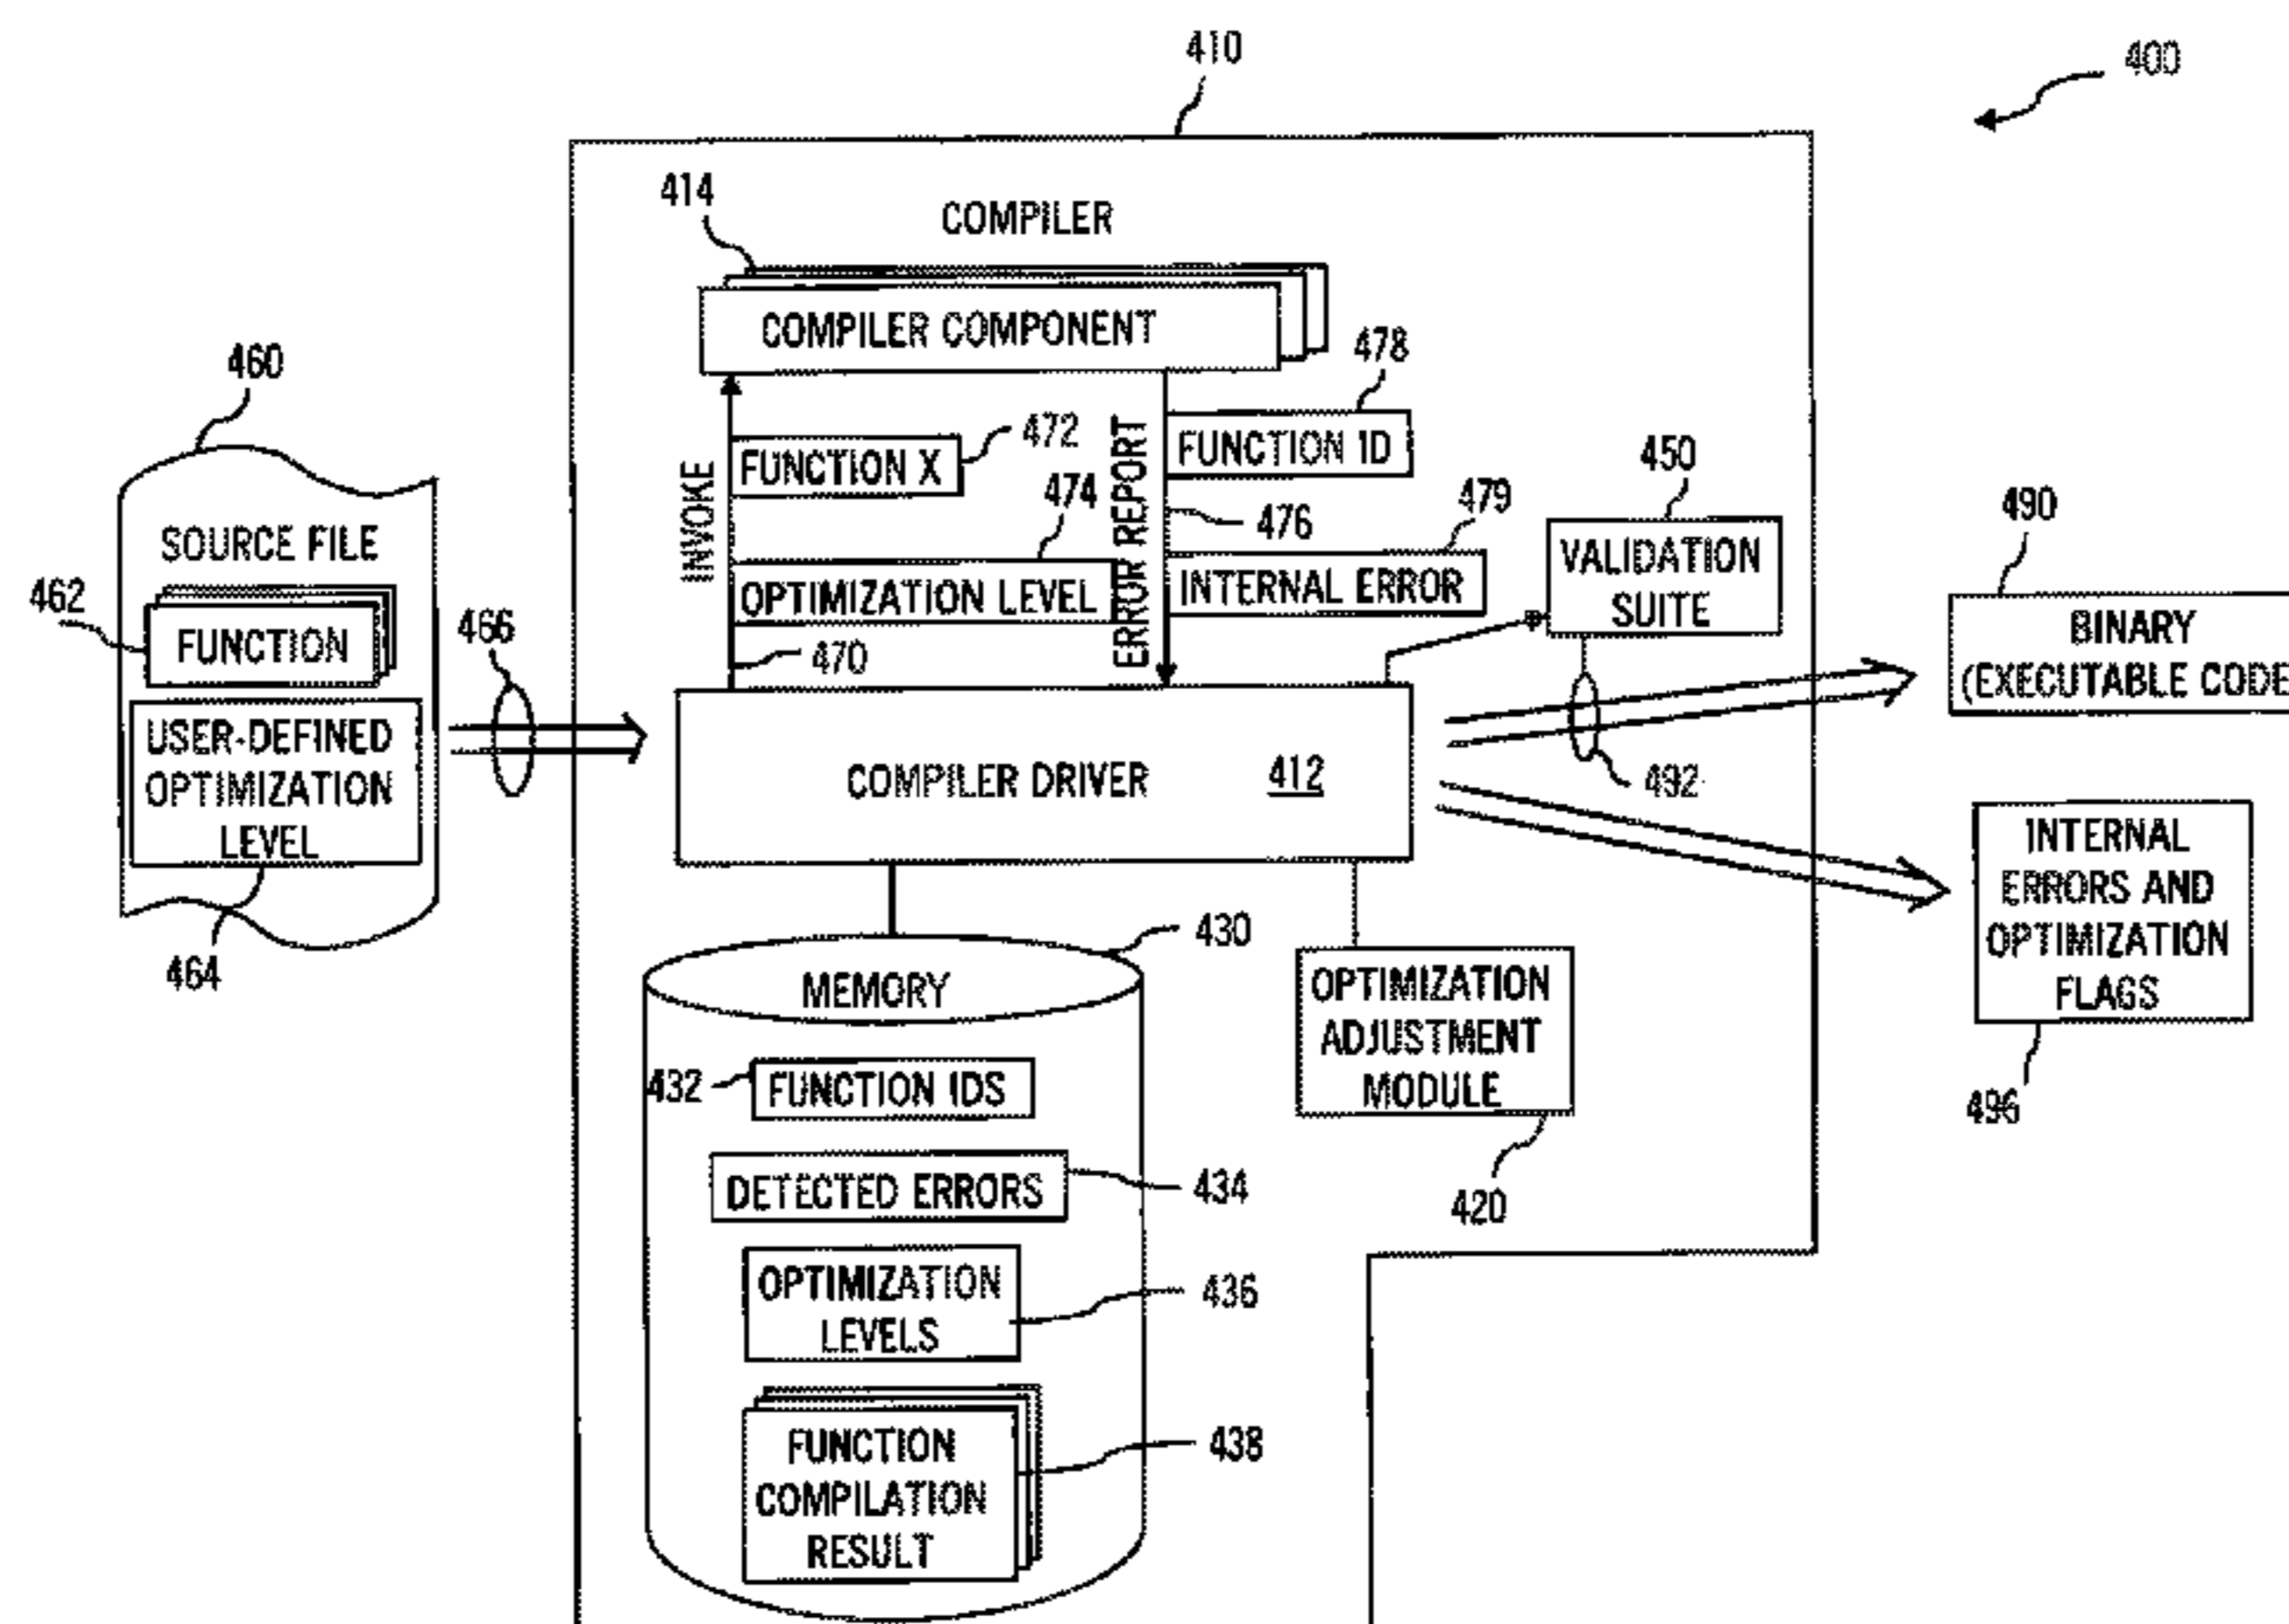 410
400
414
COMPILER
COMPILER COMPONENT
460
478
472
FUNCTION X
FUNCTION ID
450
474
479
490
INVOKE
ERROR REPORT
476
SOURCE FILE
VALIDATION
SUITE
462
FUNCTION
466
OPTIMIZATION LEVEL
INTERNAL ERROR
BINARY
(EXECUTABLE CODE
470
USER-DEFINED
OPTIMIZATION
LEVEL
COMPILER DRIVER
412
492
INTERNAL
ERRORS AND
OPTIMIZATION
FLAGS
464
430
MEMORY
OPTIMIZATION
ADJUSTMENT
MODULE
432
FUNCTION IDS
496
DETECTED ERRORS
434
420
OPTIMIZATION
LEVELS
436
FUNCTION
COMPILATION
RESULT
438